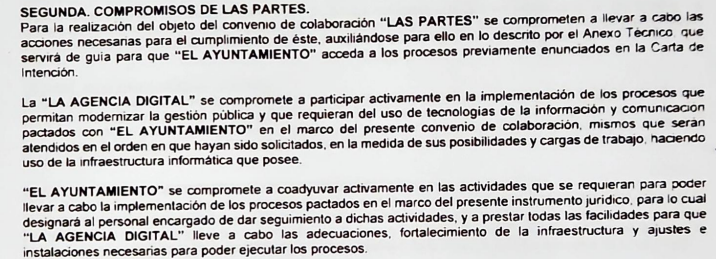 SEGUNDA. COMPROMISOS DE LAS PARTES.
Para la realización del objeto del convenio de colaboración "LAS PARTES" se comprometen a llevar a cabo las
acciones necesarias para el cumplimiento de éste, auxiliándose para ello en lo descrito por el Anexo Técnico que
servirá de guia para que "EL AYUNTAMIENTO" acceda a los procesos previamente enunciados en la Carta de
Intención.
La "LA AGENCIA DIGITAL" se compromete a participar activamente en la implementación de los procesos que
permitan modernizar la gestión pública y que requieran del uso de tecnologías de la información y comunicación
pactados con "EL AYUNTAMIENTO" en el marco del presente convenio de colaboración, mismos que serán
atendidos en el orden en que hayan sido solicitados, en la medida de sus posibilidades y cargas de trabajo, haciendo
uso de la infraestructura informática que posee.
"EL AYUNTAMIENTO" se compromete a coadyuvar activamente en las actividades que se requieran para poder
llevar a cabo la implementación de los procesos pactados en el marco del presente instrumento jurídico, para lo cual
designará al personal encargado de dar seguimiento a dichas actividades, y a prestar todas las facilidades para que
"LA AGENCIA DIGITAL" lleve a cabo las adecuaciones, fortalecimiento de la infraestructura y ajustes e
instalaciones necesarias para poder ejecutar los procesos.